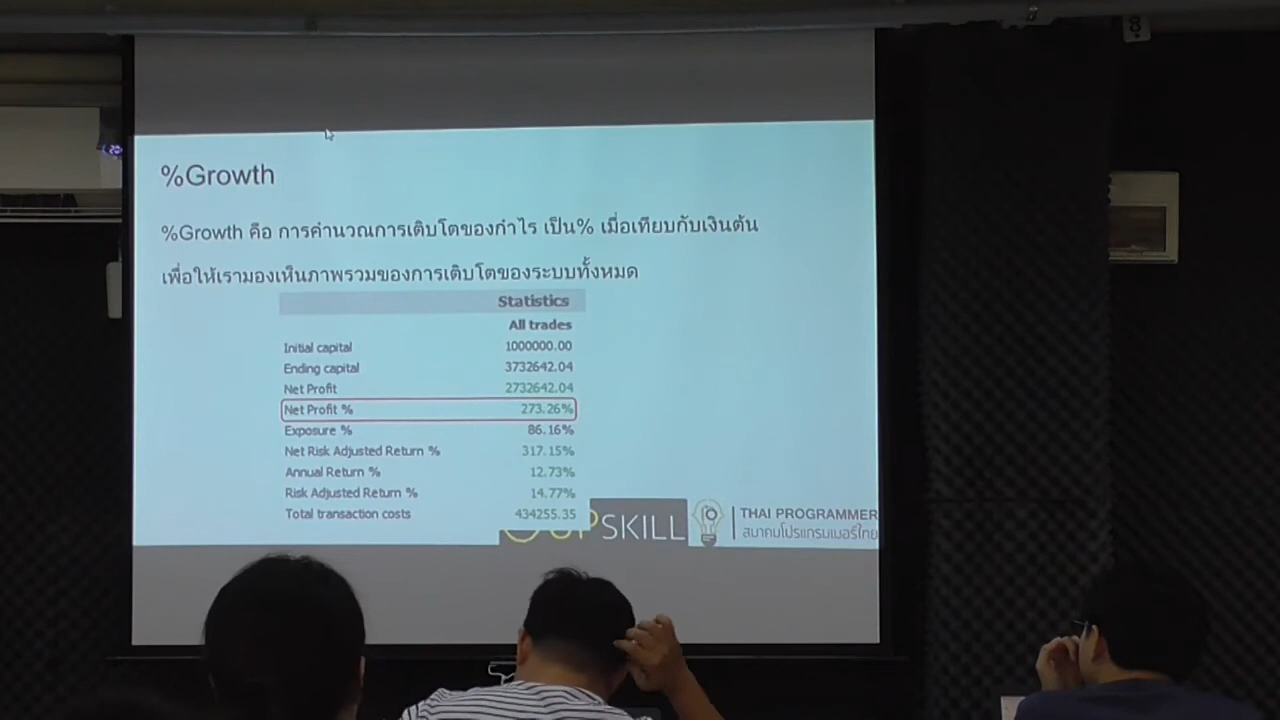 %Growth
%Growth คือ การคำนวณการเติบโตของกำไร เป็น% เมื่อเทียบกับเงินต้น
เพื่อให้เรามองเห็นภาพรวมของการเติบโตของระบบทั้งหมด
Statistics
All trades
Initial capital 1000000.00
Ending capital 3732642.04
Net Profit 2732642.04
Net Profit % 273.26%
Exposure % 86.16%
Net Risk Adjusted Return % 317.15%
Annual Return % 12.73%
Risk Adjusted Return % 14.77%
Total transaction costs 434255.35
UPSKILL
THAI PROGRAMMER
สมาคมโปรแกรมเมอร์ไทย